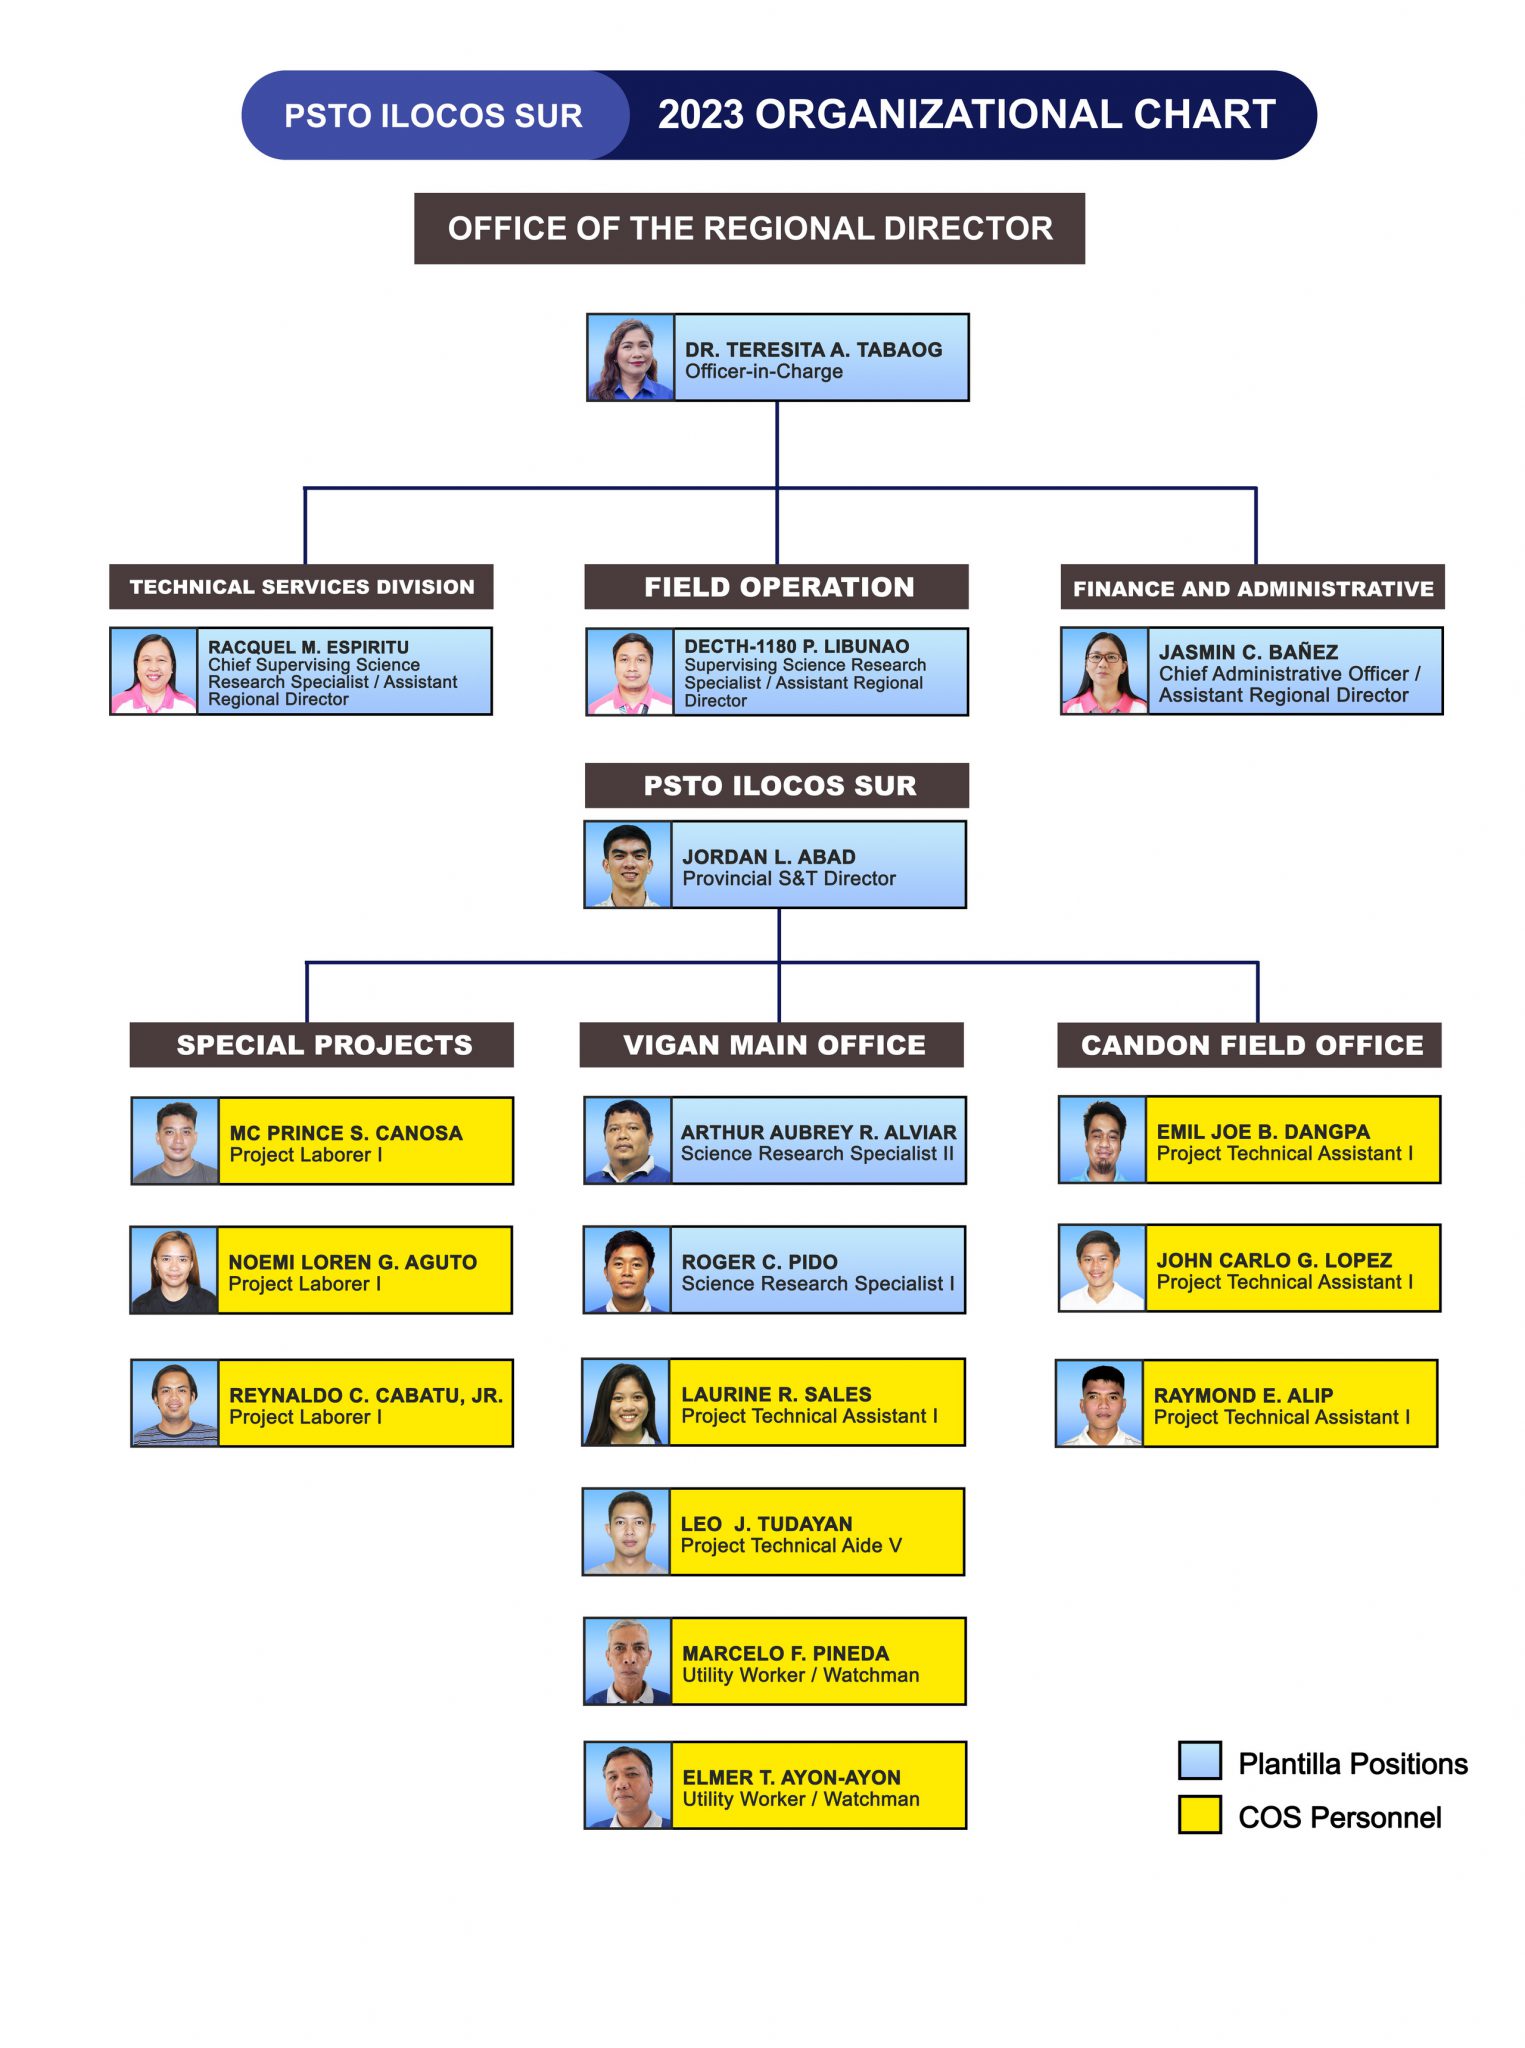 PSTO ILOCOS SUR
2023 ORGANIZATIONAL CHART
OFFICE OF THE REGIONAL DIRECTOR
DR. TERESITA A. TABAOG
Officer-in-Charge
TECHNICAL SERVICES DIVISION
RACQUEL M. ESPIRITU
Chief Supervising Science
Research Specialist / Assistant
Regional Director
FIELD OPERATION
DECTH-1180 P. LIBUNAO
Supervising Science Research
Specialist / Assistant Regional
Director
FINANCE AND ADMINISTRATIVE
JASMIN C. BAÑEZ
Chief Administrative Officer /
Assistant Regional Director
PSTO ILOCOS SUR
JORDAN L. ABAD
Provincial S&T Director
SPECIAL PROJECTS
MC PRINCE S. CANOSA
Project Laborer I
NOEMI LOREN G. AGUTO
Project Laborer I
REYNALDO C. CABATU, JR.
Project Laborer I
VIGAN MAIN OFFICE
ARTHUR AUBREY R. ALVIAR
Science Research Specialist II
ROGER C. PIDO
Science Research Specialist I
LAURINE R. SALES
Project Technical Assistant I
LEO J. TUDAYAN
Project Technical Aide V
MARCELO F. PINEDA
Utility Worker / Watchman
ELMER T. AYON-AYON
Utility Worker / Watchman
CANDON FIELD OFFICE
EMIL JOE B. DANGPA
Project Technical Assistant I
JOHN CARLO G. LOPEZ
Project Technical Assistant I
RAYMOND E. ALIP
Project Technical Assistant I
Plantilla Positions
COS Personnel